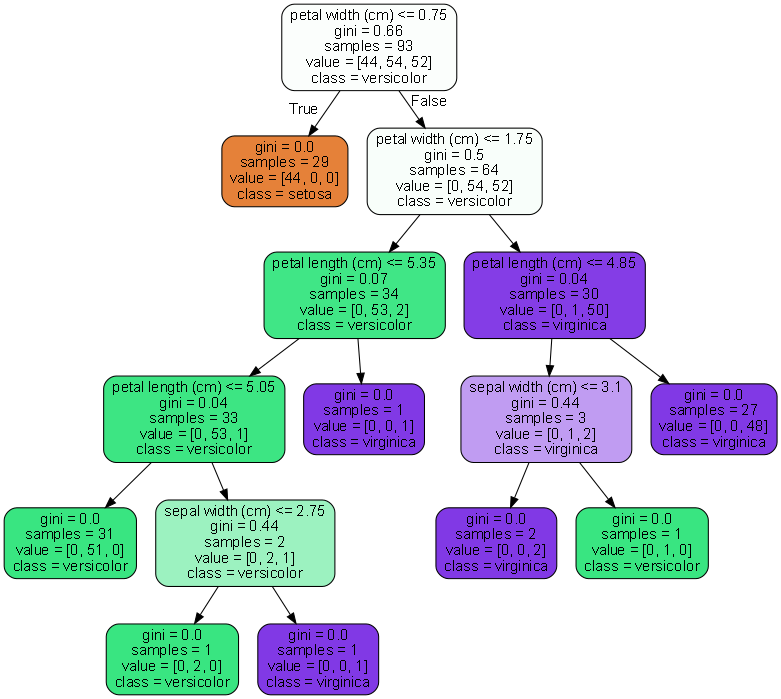 petal width (cm) <= 0.75
gini = 0.66
samples = 93
value = [44, 54, 52]
class = versicolor
True
False
gini = 0.0
samples = 29
value = [44, 0, 0]
class = setosa
petal width (cm) <= 1.75
gini = 0.5
samples = 64
value = [0, 54, 52]
class = versicolor
petal length (cm) <= 5.35
gini = 0.07
samples = 34
value = [0, 53, 2]
class = versicolor
petal length (cm) <= 4.85
gini = 0.04
samples = 30
value = [0, 1, 50]
class = virginica
petal length (cm) <= 5.05
gini = 0.04
samples = 33
value = [0, 53, 1]
class = versicolor
gini = 0.0
samples = 1
value = [0, 0, 1]
class = virginica
sepal width (cm) <= 3.1
gini = 0.44
samples = 3
value = [0, 1, 2]
class = virginica
gini = 0.0
samples = 27
value = [0, 0, 48]
class = virginica
gini = 0.0
samples = 31
value = [0, 51, 0]
class = versicolor
sepal width (cm) <= 2.75
gini = 0.44
samples = 2
value = [0, 2, 1]
class = versicolor
gini = 0.0
samples = 2
value = [0, 0, 2]
class = virginica
gini = 0.0
samples = 1
value = [0, 1, 0]
class = versicolor
gini = 0.0
samples = 1
value = [0, 2, 0]
class = versicolor
gini = 0.0
samples = 1
value = [0, 0, 1]
class = virginica